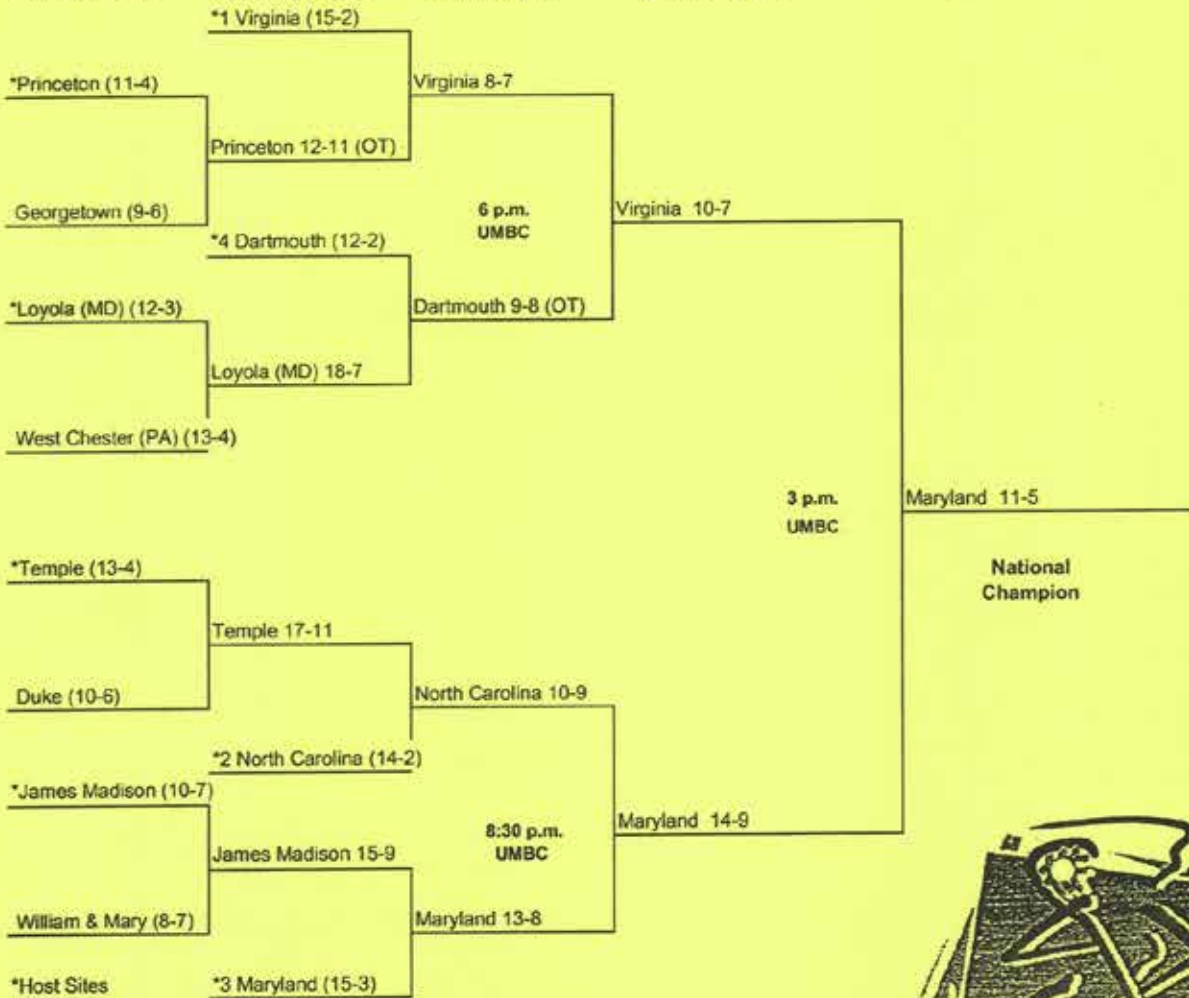 *1 Virginia (15-2)
*Princeton (11-4)
Virginia 8-7
Princeton 12-11 (OT)
Georgetown (9-6)
6 p.m.
UMBC
Virginia 10-7
*4 Dartmouth (12-2)
*Loyola (MD) (12-3)
Dartmouth 9-8 (OT)
Loyola (MD) 18-7
West Chester (PA) (13-4)
3 p.m.
UMBC
Maryland 11-5
National
Champion
*Temple (13-4)
Temple 17-11
Duke (10-6)
North Carolina 10-9
*2 North Carolina (14-2)
*James Madison (10-7)
8:30 p.m.
UMBC
Maryland 14-9
James Madison 15-9
William & Mary (8-7)
Maryland 13-8
*Host Sites
*3 Maryland (15-3)